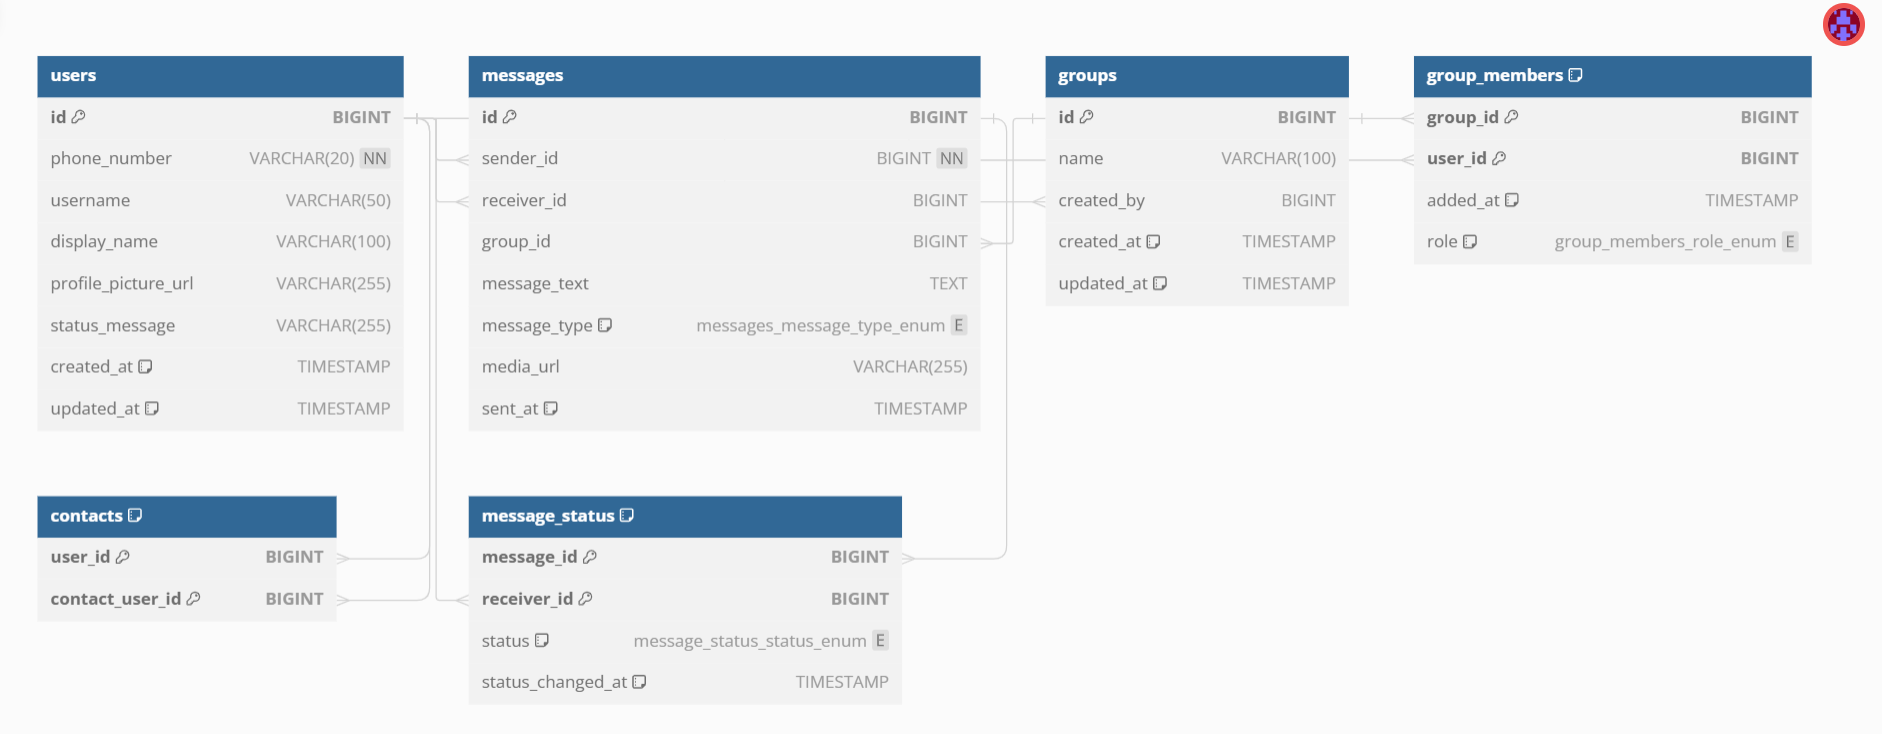 users
id BIGINT
phone_number VARCHAR(20) NN
username VARCHAR(50)
display_name VARCHAR(100)
profile_picture_url VARCHAR(255)
status_message VARCHAR(255)
created_at TIMESTAMP
updated_at TIMESTAMP
messages
id BIGINT
sender_id BIGINT NN
receiver_id BIGINT
group_id BIGINT
message_text TEXT
message_type messages_message_type_enum E
media_url VARCHAR(255)
sent_at TIMESTAMP
groups
id BIGINT
name VARCHAR(100)
created_by BIGINT
created_at TIMESTAMP
updated_at TIMESTAMP
group_members
group_id BIGINT
user_id BIGINT
added_at TIMESTAMP
role group_members_role_enum E
contacts
user_id BIGINT
contact_user_id BIGINT
message_status
message_id BIGINT
receiver_id BIGINT
status message_status_status_enum E
status_changed_at TIMESTAMP